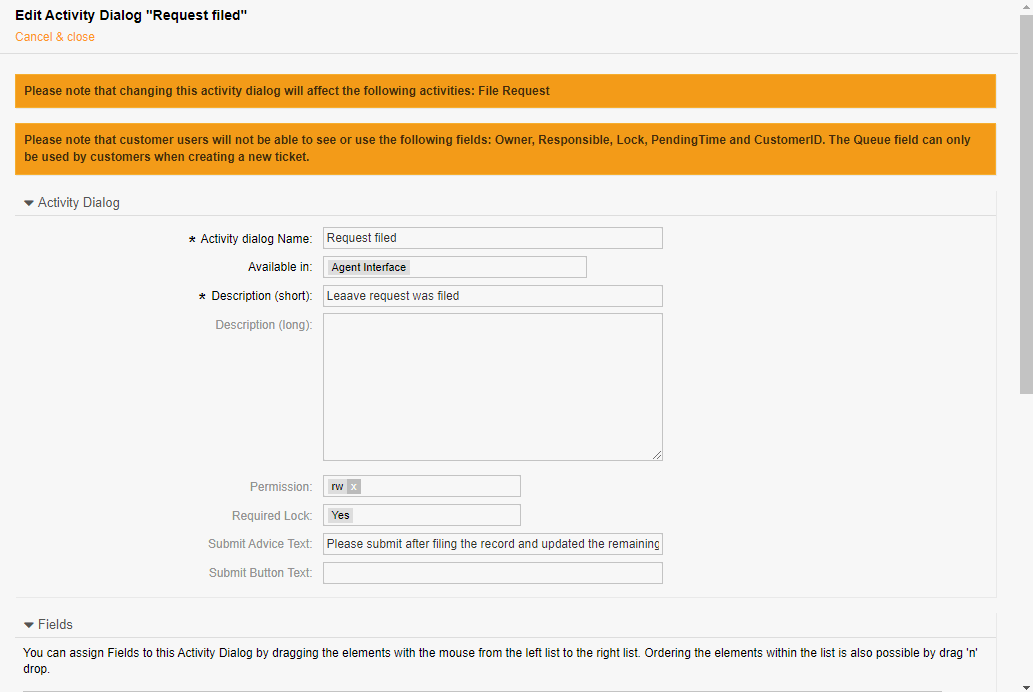 Edit Activity Dialog "Request filed"
Cancel & close
Please note that changing this activity dialog will affect the following activities: File Request
Please note that customer users will not be able to see or use the following fields: Owner, Responsible, Lock, PendingTime and CustomerID. The Queue field can only
be used by customers when creating a new ticket.
Activity Dialog
* Activity dialog Name: Request filed
Available in: Agent Interface
* Description (short): Leaave request was filed
Description (long):
Permission: rw x
Required Lock: Yes
Submit Advice Text: Please submit after filing the record and updated the remaining
Submit Button Text:
Fields
You can assign Fields to this Activity Dialog by dragging the elements with the mouse from the left list to the right list. Ordering the elements within the list is also possible by drag 'n'
drop.